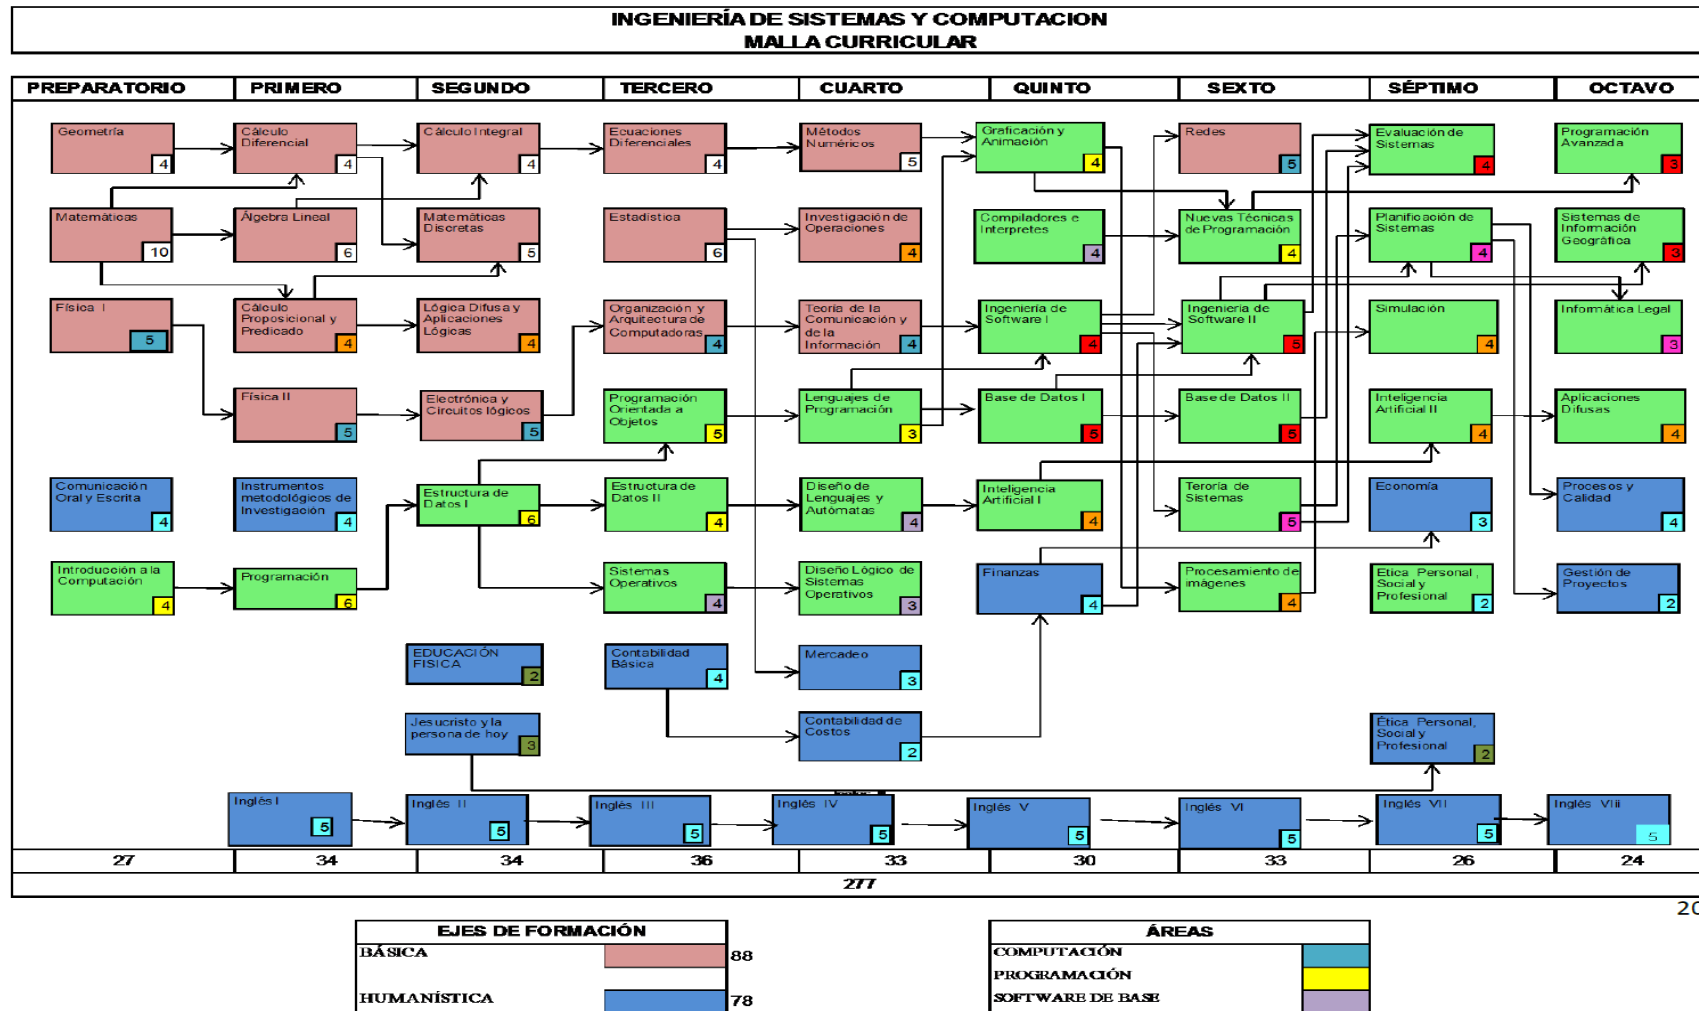 INGENIERÍA DE SISTEMAS Y COMPUTACION
MALLA CURRICULAR
PREPARATORIO
PRIMERO
SEGUNDO
TERCERO
CUARTO
QUINTO
SEXTO
SÉPTIMO
OCTAVO
Geometría
4
Cálculo
Diferencial
4
Cálculo Integral
4
Ecuaciones
Diferenciales
4
Métodos
Numéricos
5
Graficación y
Animación
4
Redes
5
Evaluación de
Sistemas
4
Programación
Avanzada
3
Matemáticas
10
Álgebra Lineal
6
Matemáticas
Discretas
5
Estadística
6
Investigación de
Operaciones
4
Compiladores e
Interpretes
4
Nuevas Técnicas
de Programación
4
Planificación de
Sistemas
4
Sistemas de
Información
Geográfica
3
Física I
5
Cálculo
Proposicional y
Predicado
4
Lógica Difusa y
Aplicaciones
Lógicas
4
Organización y
Arquitectura de
Computadoras
4
Teoría de la
Comunicación y
de la
Información
4
Ingeniería de
Software I
4
Ingeniería de
Software II
5
Simulación
4
Informática Legal
3
Física II
5
Electrónica y
Circuitos lógicos
5
Programación
Orientada a
Objetos
5
Lenguajes de
Programación
3
Base de Datos I
5
Base de Datos II
5
Inteligencia
Artificial II
4
Aplicaciones
Difusas
4
Comunicación
Oral y Escrita
4
Instrumentos
metodológicos de
Investigación
4
Estructura de
Datos I
6
Estructura de
Datos II
4
Diseño de
Lenguajes y
Autómatas
4
Inteligencia
Artificial I
4
Teroría de
Sistemas
5
Economía
3
Procesos y
Calidad
4
Introducción a la
Computación
4
Programación
6
Sistemas
Operativos
4
Diseño Lógico de
Sistemas
Operativos
3
Finanzas
4
Procesamiento de
imágenes
4
Etica Personal,
Social y
Profesional
2
Gestión de
Proyectos
2
EDUCACIÓN
FISICA
2
Contabilidad
Básica
4
Mercadeo
3
Jesucristo y la
persona de hoy
3
Contabilidad de
Costos
2
Ética Personal,
Social y
Profesional
2
Inglés I
5
Inglés II
5
Inglés III
5
Inglés IV
5
Inglés V
5
Inglés VI
5
Inglés VII
5
Inglés Viii
5
27
34
34
36
33
30
33
26
24
277
20
EJES DE FORMACIÓN
BÁSICA
88
HUMANÍSTICA
78
ÁREAS
COMPUTACIÓN
PROGRAMACIÓN
SOFTWARE DE BASE